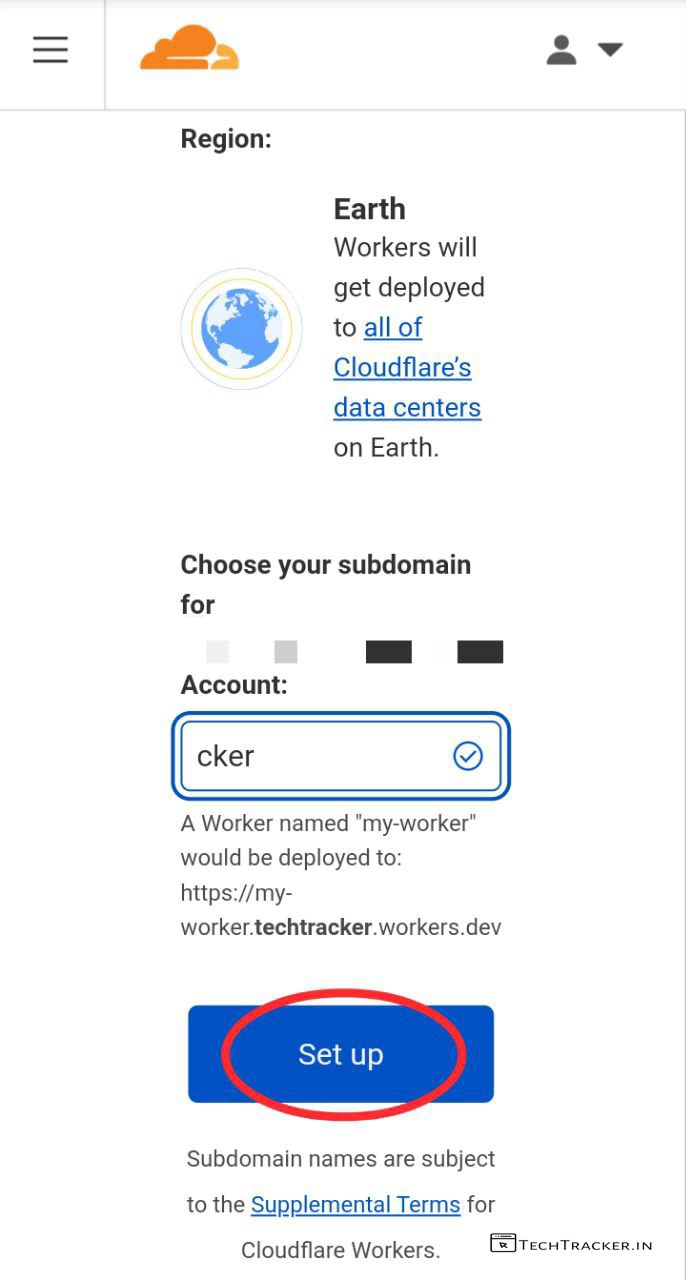 Region:
Earth
Workers will
get deployed
to all of
Cloudflare’s
data centers
on Earth.
Choose your subdomain
for
Account:
cker
A Worker named "my-worker"
would be deployed to:
https://my-
worker.techtracker.workers.dev
Set up
Subdomain names are subject
to the Supplemental Terms for
Cloudflare Workers.
TECHTRACKER.IN